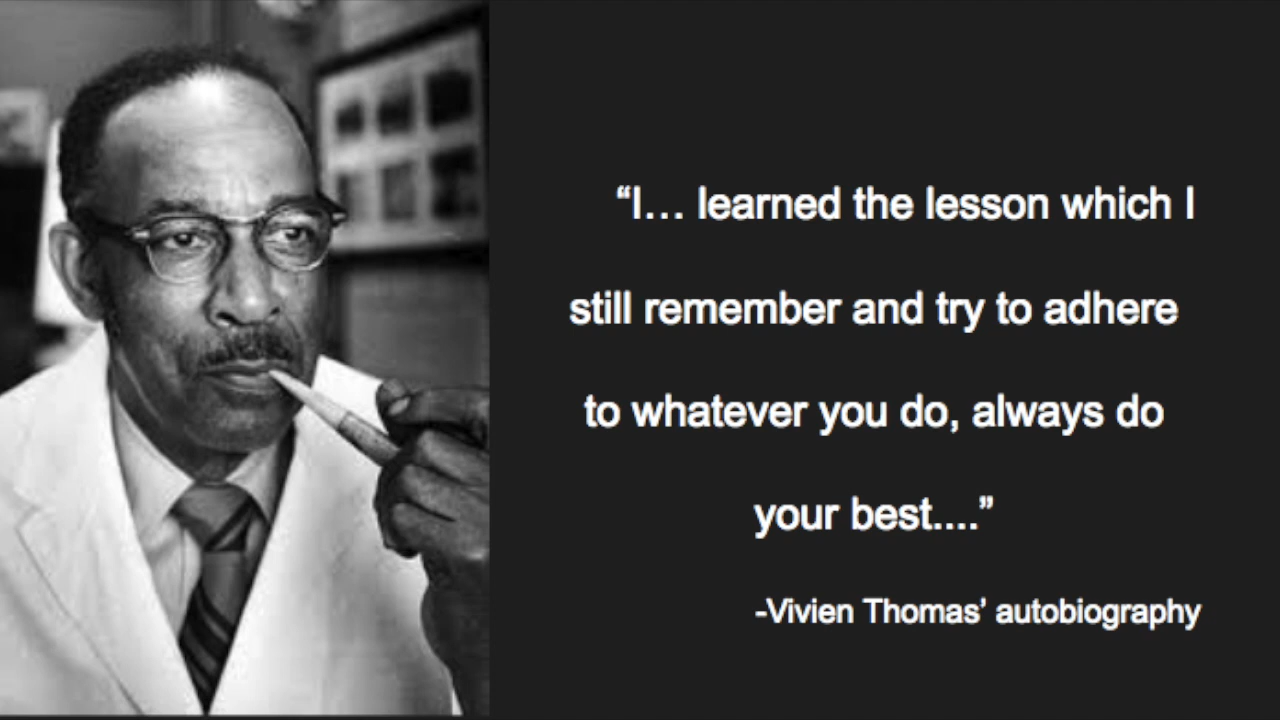 “I… learned the lesson which I
still remember and try to adhere
to whatever you do, always do
your best....”
-Vivien Thomas’ autobiography